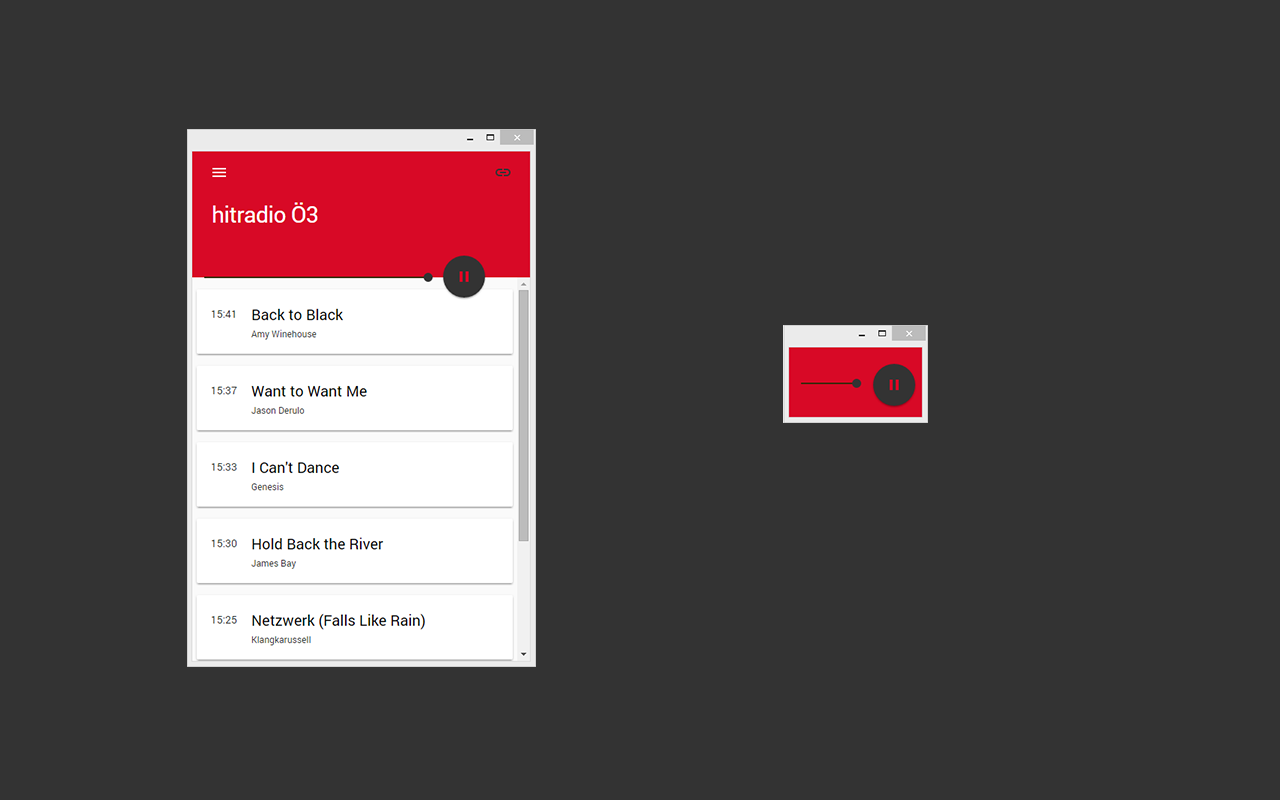 hitradio Ö3
15:41 Back to Black
Amy Winehouse
15:37 Want to Want Me
Jason Derulo
15:33 I Can't Dance
Genesis
15:30 Hold Back the River
James Bay
15:25 Netzwerk (Falls Like Rain)
Klangkarussell